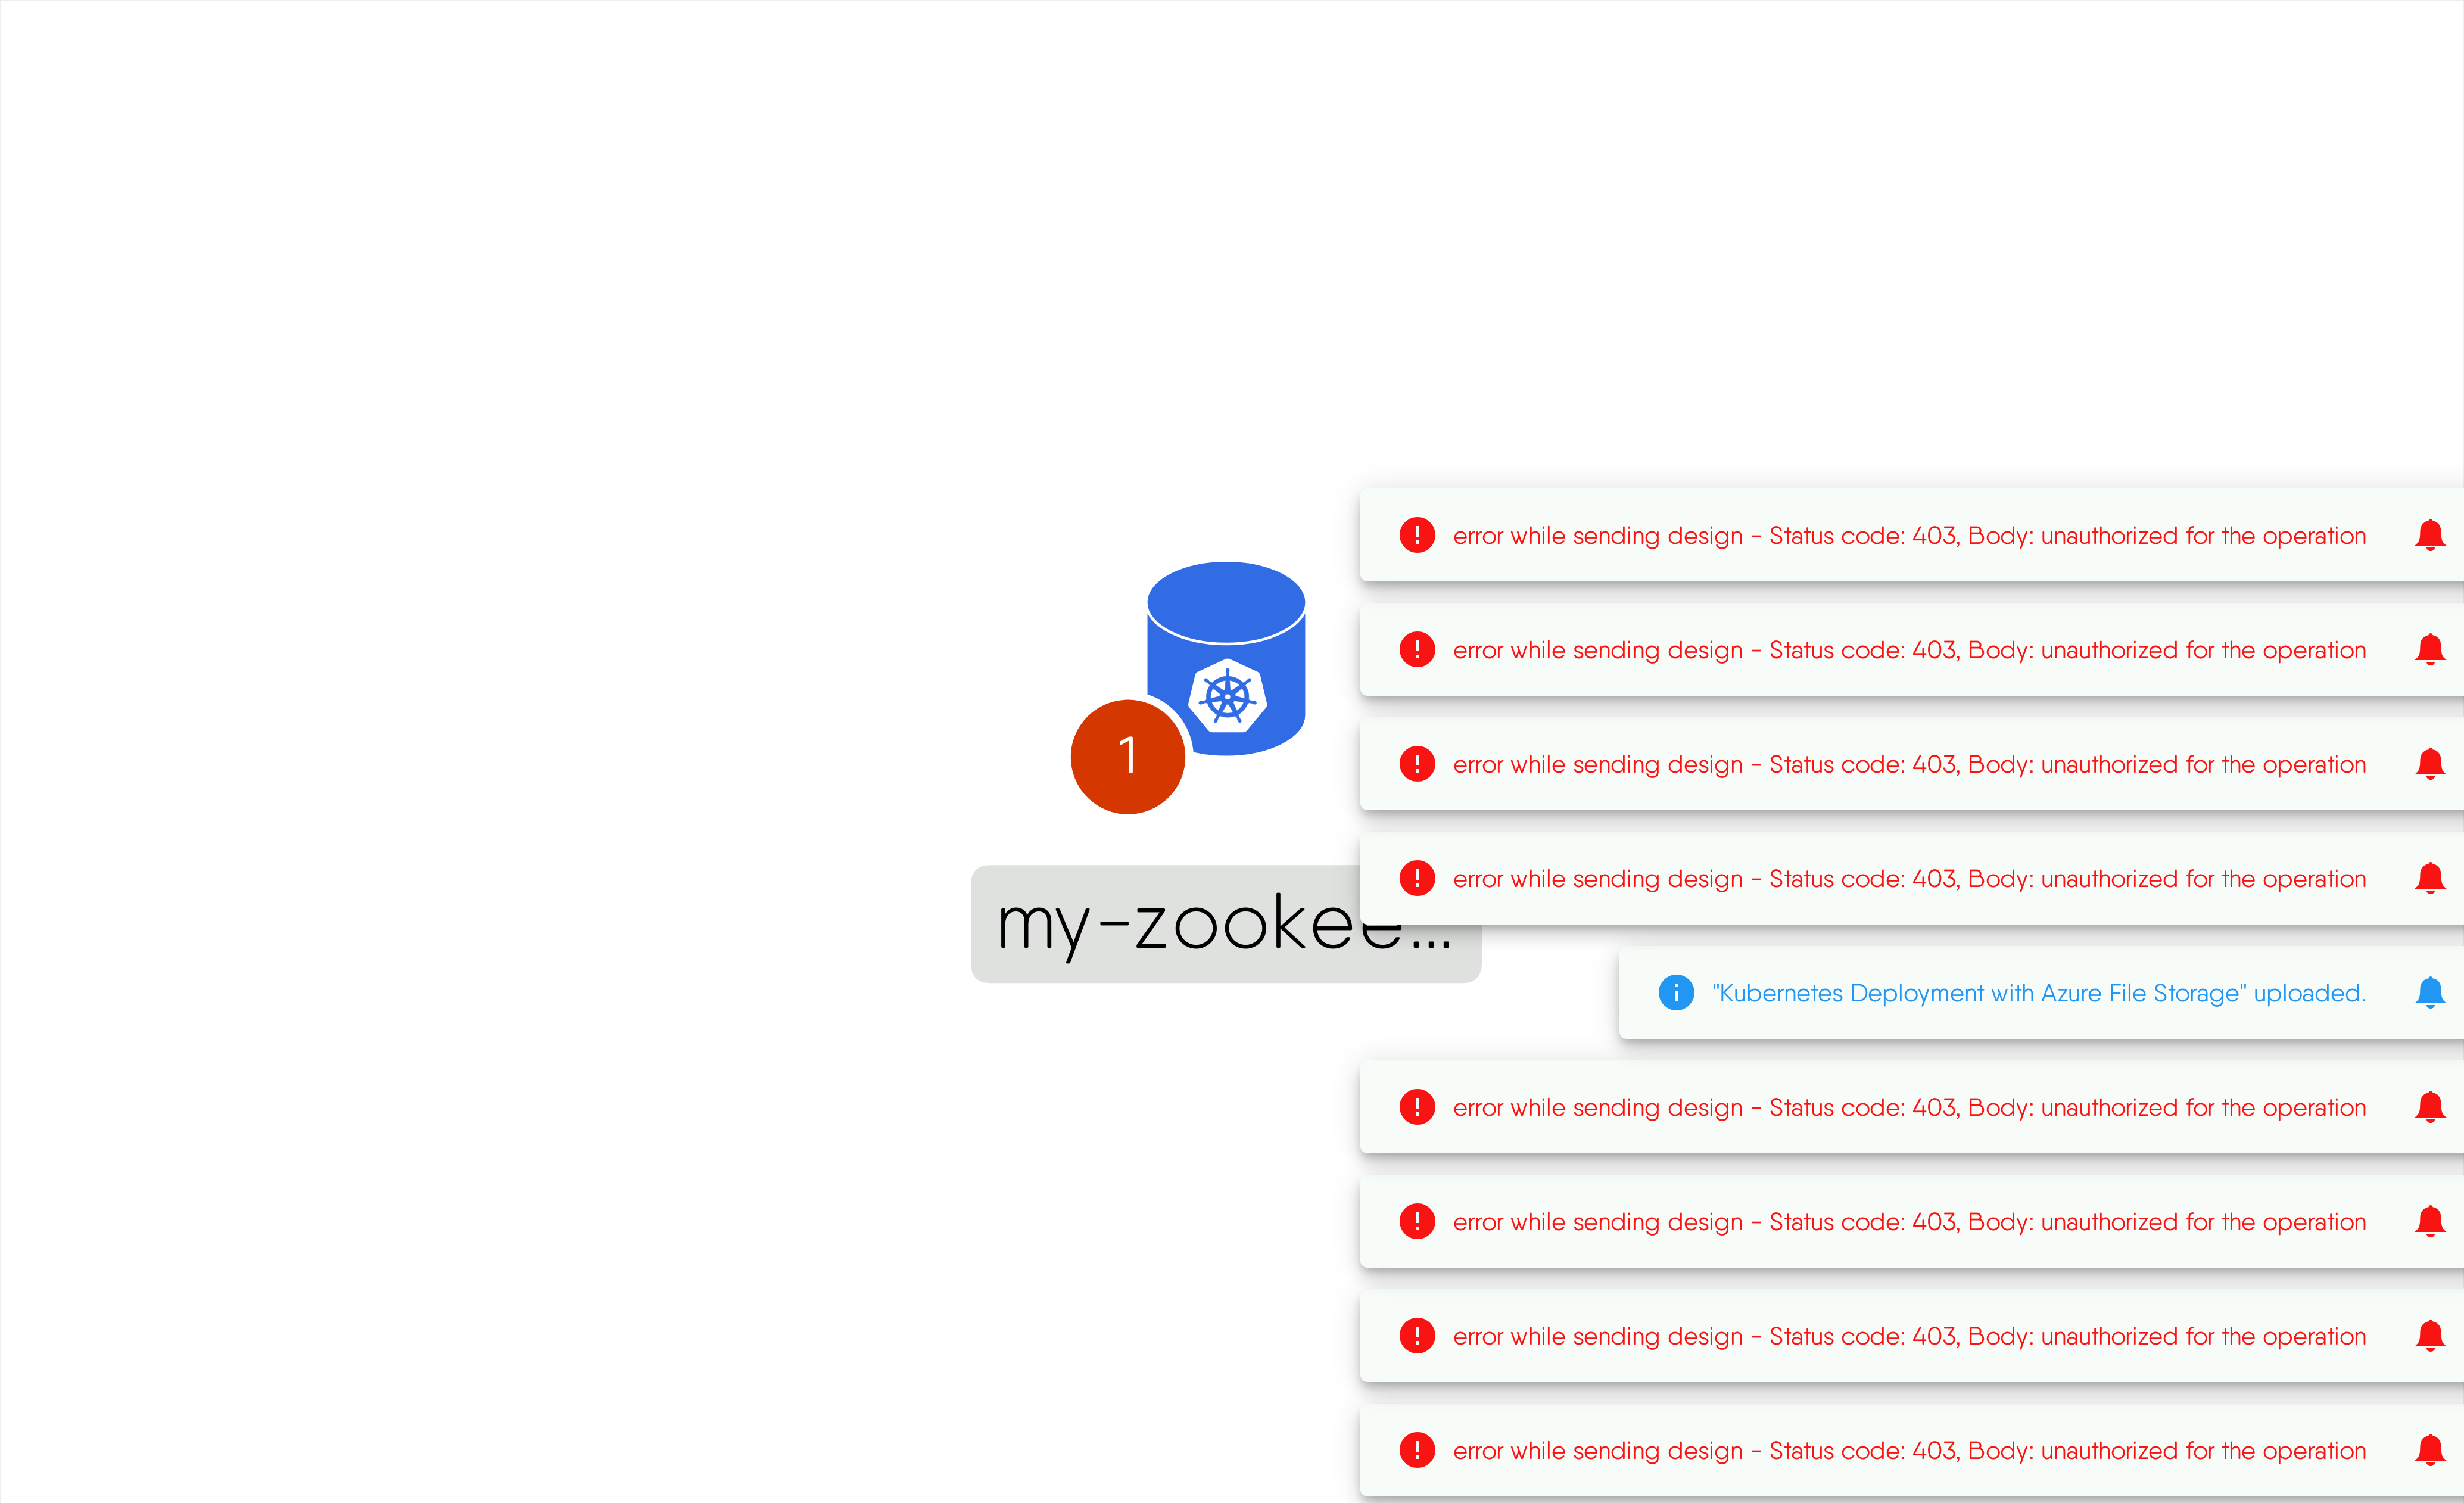 error while sending design - Status code: 403, Body: unauthorized for the operation
error while sending design - Status code: 403, Body: unauthorized for the operation
1
error while sending design - Status code: 403, Body: unauthorized for the operation
error while sending design - Status code: 403, Body: unauthorized for the operation
my-zookee...
"Kubernetes Deployment with Azure File Storage" uploaded.
error while sending design - Status code: 403, Body: unauthorized for the operation
error while sending design - Status code: 403, Body: unauthorized for the operation
error while sending design - Status code: 403, Body: unauthorized for the operation
error while sending design - Status code: 403, Body: unauthorized for the operation